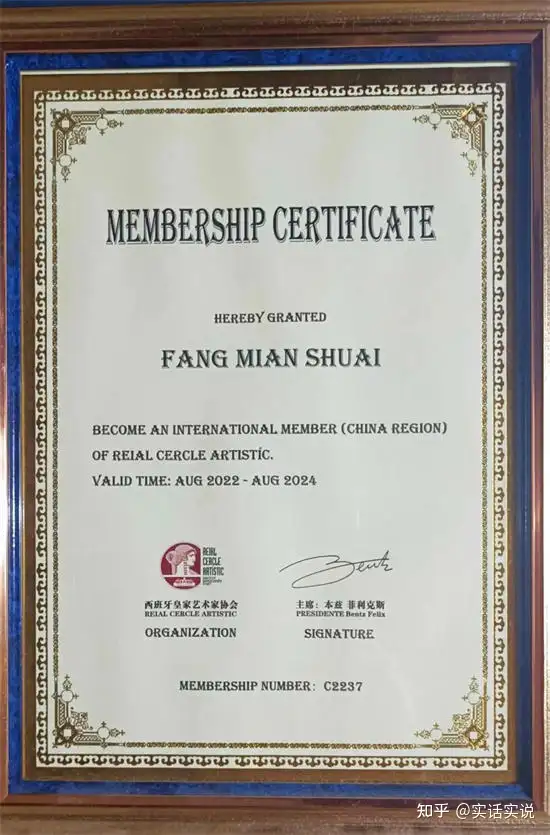 MEMBERSHIP CERTIFICATE
HEREBY GRANTED
FANG MIAN SHUAI
BECOME AN INTERNATIONAL MEMBER (CHINA REGION)
OF REIAL CERCLE ARTISTÍC.
VALID TIME: AUG 2022 - AUG 2024
REIAL
CERCLE
ARTISTIC
西班牙皇家艺术家协会
REIAL CERCLE ARTISTIC
ORGANIZATION
Bentz
主席：本兹 菲利克斯
PRESIDENTE Bentz Felix
SIGNATURE
MEMBERSHIP NUMBER: C2237
知乎 @实话实说